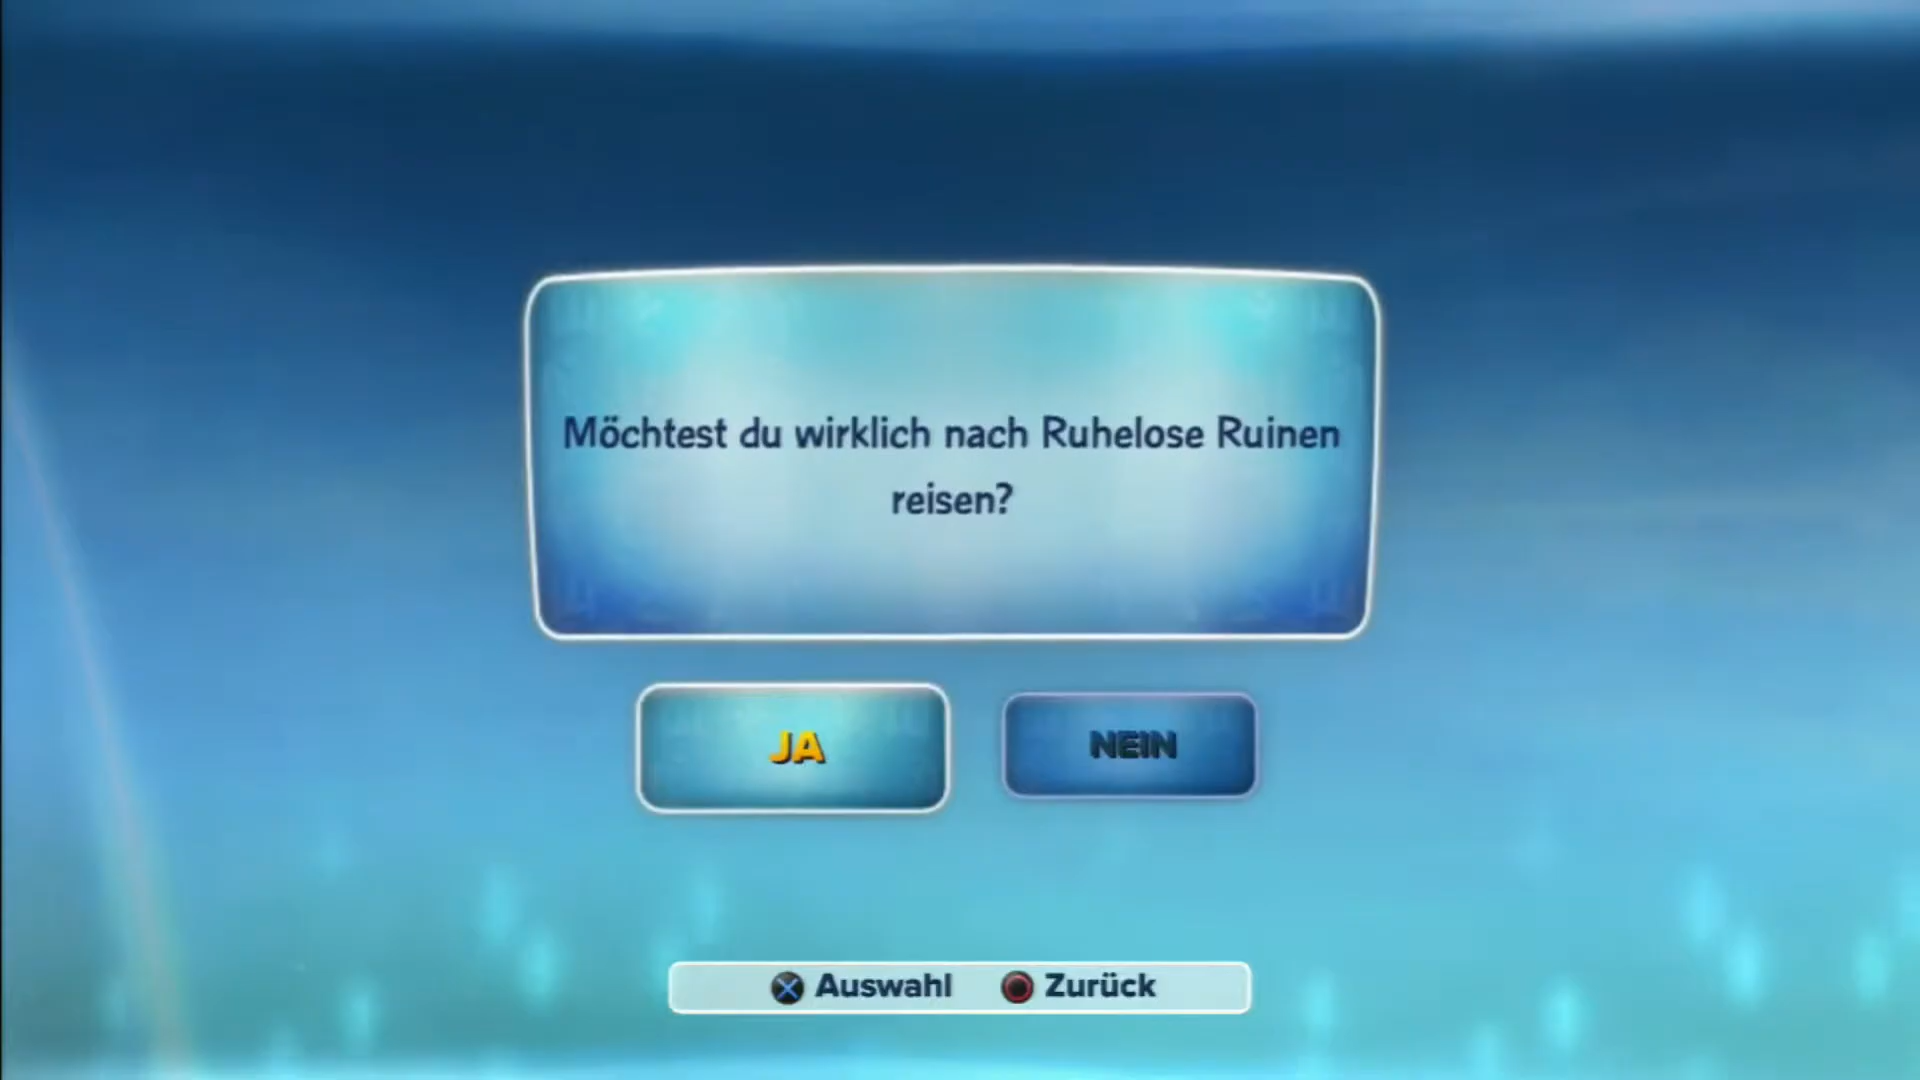 Möchtest du wirklich nach Ruhelose Ruinen
reisen?
JA
NEIN
Auswahl
Zurück